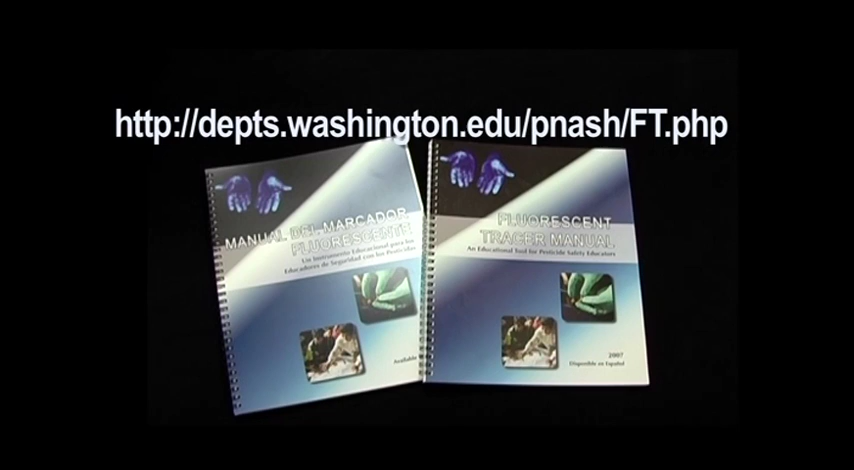 http://depts.washington.edu/pnash/FT.php
MANUAL DEL MARCADOR
FLUORESCENTE
Un Instrumento Educacional para los
Educadores de Seguridad con los Pesticidas
Available
FLUORESCENT
TRACER MANUAL
An Educational Tool for Pesticide Safety Educators
2007
Disponible en Español